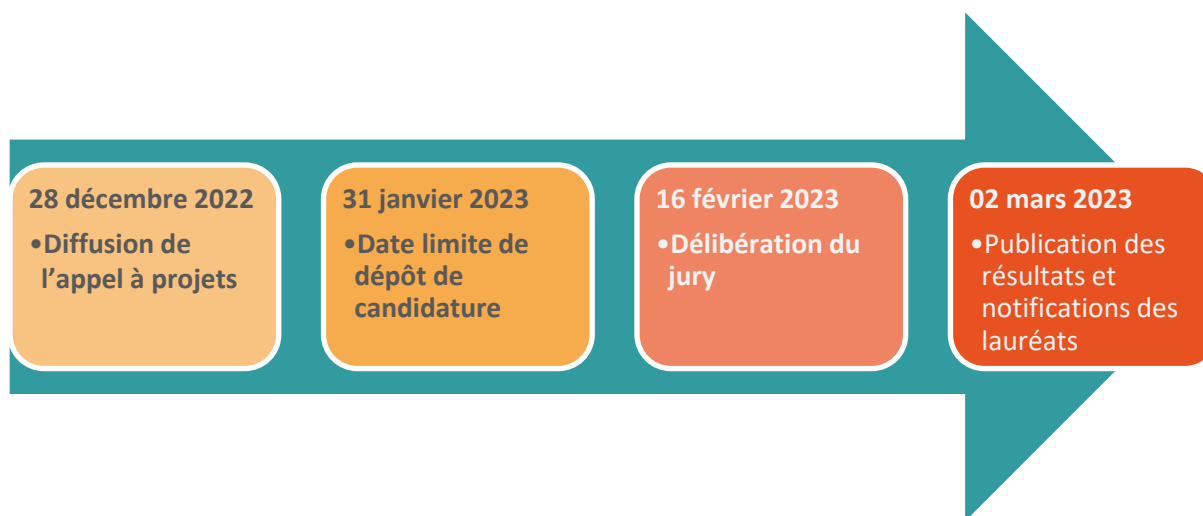 28 décembre 2022
•Diffusion de
l’appel à projets
31 janvier 2023
•Date limite de
dépôt de
candidature
16 février 2023
•Délibération du
jury
02 mars 2023
•Publication des
résultats et
notifications des
lauréats